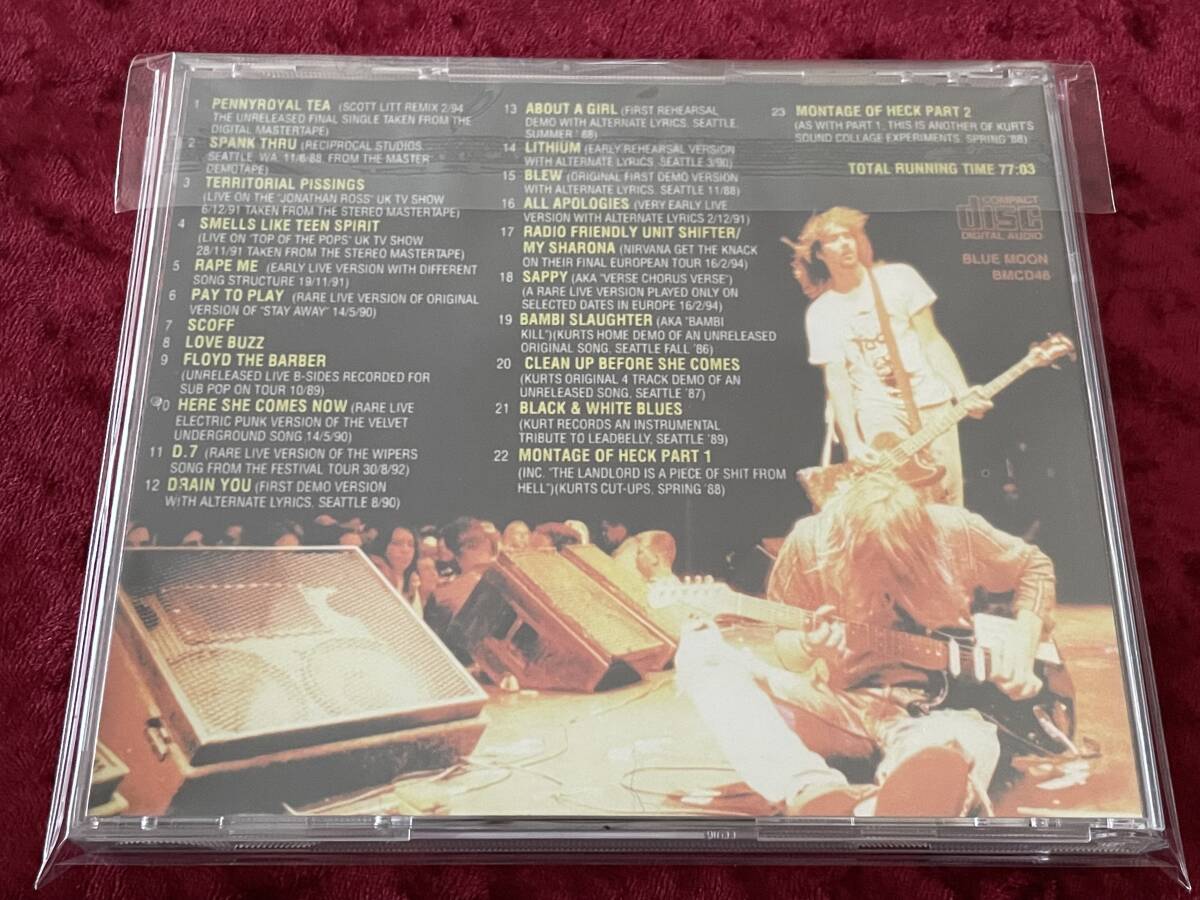 1 PENNYROYAL TEA (SCOTT LITT REMIX 2/94
THE UNRELEASED FINAL SINGLE TAKEN FROM THE
DIGITAL MASTERTAPE)
2 SPANK THRU (RECIPROCAL STUDIOS,
SEATTLE, WA. 11/6/88, FROM THE MASTER
DEMOTAPE)
3 TERRITORIAL PISSINGS
(LIVE ON THE "JONATHAN ROSS" UK TV SHOW
6/12/91 TAKEN FROM THE STEREO MASTERTAPE)
4 SMELLS LIKE TEEN SPIRIT
(LIVE ON "TOP OF THE POPS" UK TV SHOW
28/11/91 TAKEN FROM THE STEREO MASTERTAPE)
5 RAPE ME (EARLY LIVE VERSION WITH DIFFERENT
SONG STRUCTURE 19/11/91)
6 PAY TO PLAY (RARE LIVE VERSION OF ORIGINAL
VERSION OF "STAY AWAY" 14/5/90)
7 SCOFF
8 LOVE BUZZ
9 FLOYD THE BARBER
(UNRELEASED LIVE B-SIDES RECORDED FOR
SUB POP ON TOUR 10/89)
10 HERE SHE COMES NOW (RARE LIVE
ELECTRIC PUNK VERSION OF THE VELVET
UNDERGROUND SONG 14/5/90)
11 D.7 (RARE LIVE VERSION OF THE WIPERS
SONG FROM THE FESTIVAL TOUR 30/8/92)
12 DRAIN YOU (FIRST DEMO VERSION
WITH ALTERNATE LYRICS, SEATTLE 8/90)
13 ABOUT A GIRL (FIRST REHEARSAL
DEMO WITH ALTERNATE LYRICS, SEATTLE,
SUMMER ' 88)
14 LITHIUM (EARLY REHEARSAL VERSION
WITH ALTERNATE LYRICS, SEATTLE 3/90)
15 BLEW (ORIGINAL FIRST DEMO VERSION
WITH ALTERNATE LYRICS, SEATTLE 11/88)
16 ALL APOLOGIES (VERY EARLY LIVE
VERSION WITH ALTERNATE LYRICS 2/12/91)
17 RADIO FRIENDLY UNIT SHIFTER/
MY SHARONA (NIRVANA GET THE KNACK
ON THEIR FINAL EUROPEAN TOUR 16/2/94)
18 SAPPY (AKA "VERSE CHORUS VERSE")
(A RARE LIVE VERSION PLAYED ONLY ON
SELECTED DATES IN EUROPE 16/2/94)
19 BAMBI SLAUGHTER (AKA "BAMBI
KILL")(KURTS HOME DEMO OF AN UNRELEASED
ORIGINAL SONG, SEATTLE FALL '86)
20 CLEAN UP BEFORE SHE COMES
(KURTS ORIGINAL 4 TRACK DEMO OF AN
UNRELEASED SONG, SEATTLE '87)
21 BLACK & WHITE BLUES
(KURT RECORDS AN INSTRUMENTAL
TRIBUTE TO LEADBELLY, SEATTLE '89)
22 MONTAGE OF HECK PART 1
(INC. "THE LANDLORD IS A PIECE OF SHIT FROM
HELL")(KURTS CUT-UPS, SPRING '88)
23 MONTAGE OF HECK PART 2
(AS WITH PART 1, THIS IS ANOTHER OF KURT'S
SOUND COLLAGE EXPERIMENTS, SPRING '88)
TOTAL RUNNING TIME 77:03
COMPACT
disc
DIGITAL AUDIO
BLUE MOON
BMCD48